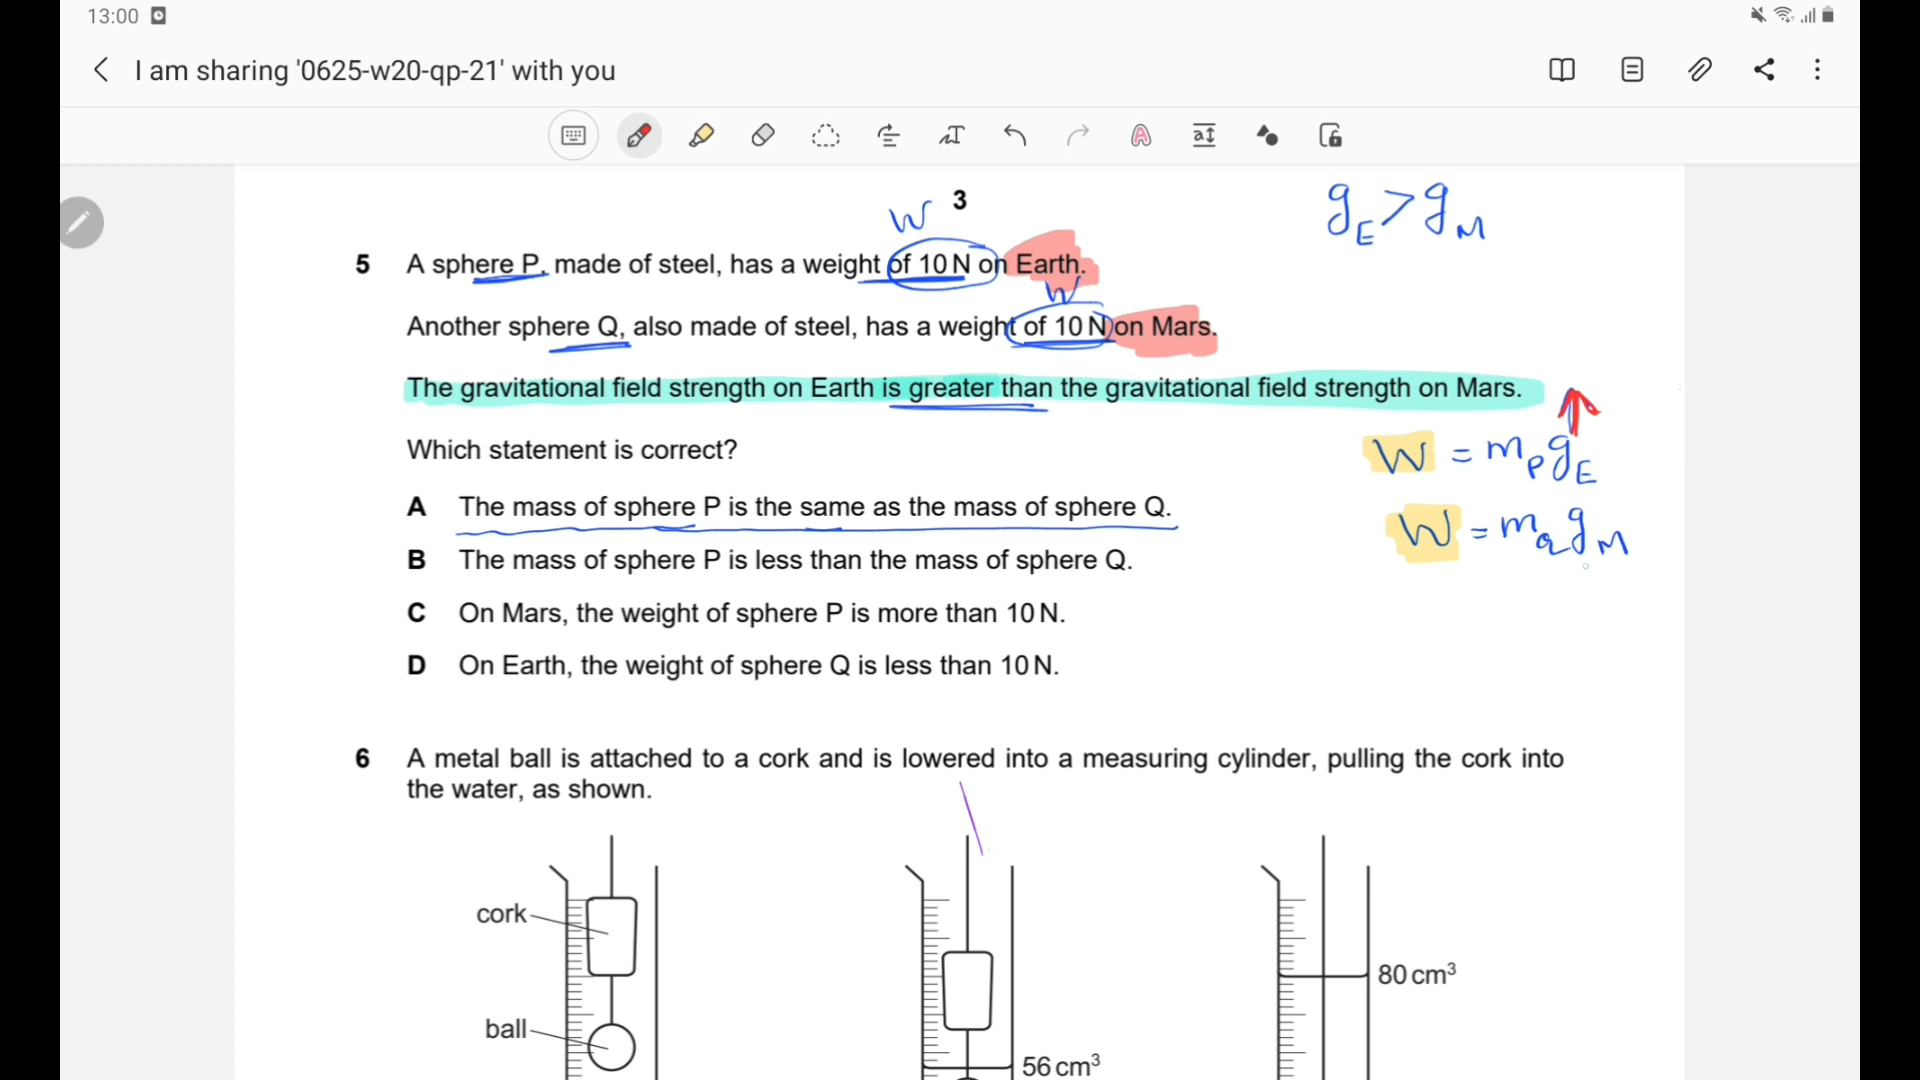 13:00
I am sharing '0625-w20-qp-21' with you
3
W
gE > gM
5 A sphere P, made of steel, has a weight of 10 N on Earth.
W
Another sphere Q, also made of steel, has a weight of 10 N on Mars.
The gravitational field strength on Earth is greater than the gravitational field strength on Mars.
Which statement is correct?
W = mP gE
A The mass of sphere P is the same as the mass of sphere Q.
W = mQ gM
B The mass of sphere P is less than the mass of sphere Q.
C On Mars, the weight of sphere P is more than 10 N.
D On Earth, the weight of sphere Q is less than 10 N.
6 A metal ball is attached to a cork and is lowered into a measuring cylinder, pulling the cork into
the water, as shown.
cork
80 cm³
ball
56 cm³